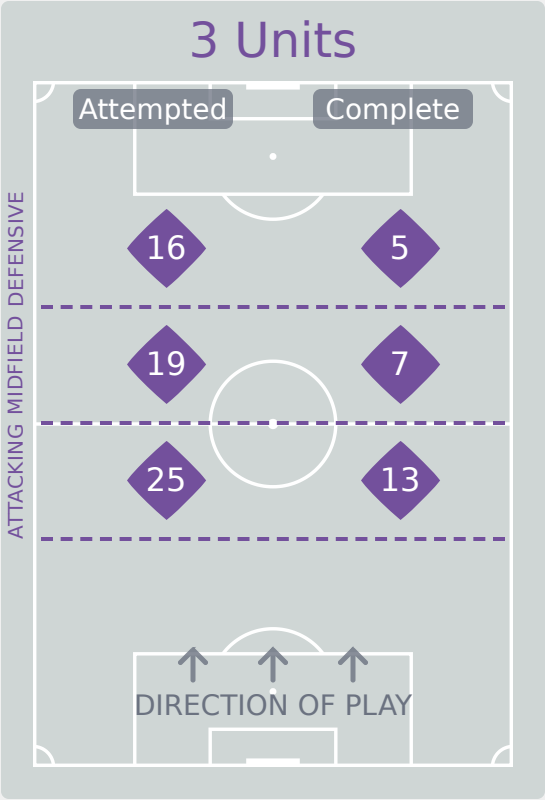 3 Units
Attempted Complete
16 5
19 7
25 13
ATTACKING MIDFIELD DEFENSIVE
DIRECTION OF PLAY